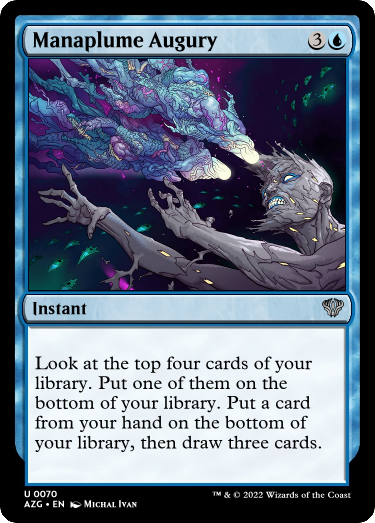 Manaplume Augury 3
Instant
Look at the top four cards of your
library. Put one of them on the
bottom of your library. Put a card
from your hand on the bottom of
your library, then draw three cards.
U 0070
AZG • EN Michal Ivan
™ & © 2022 Wizards of the Coast